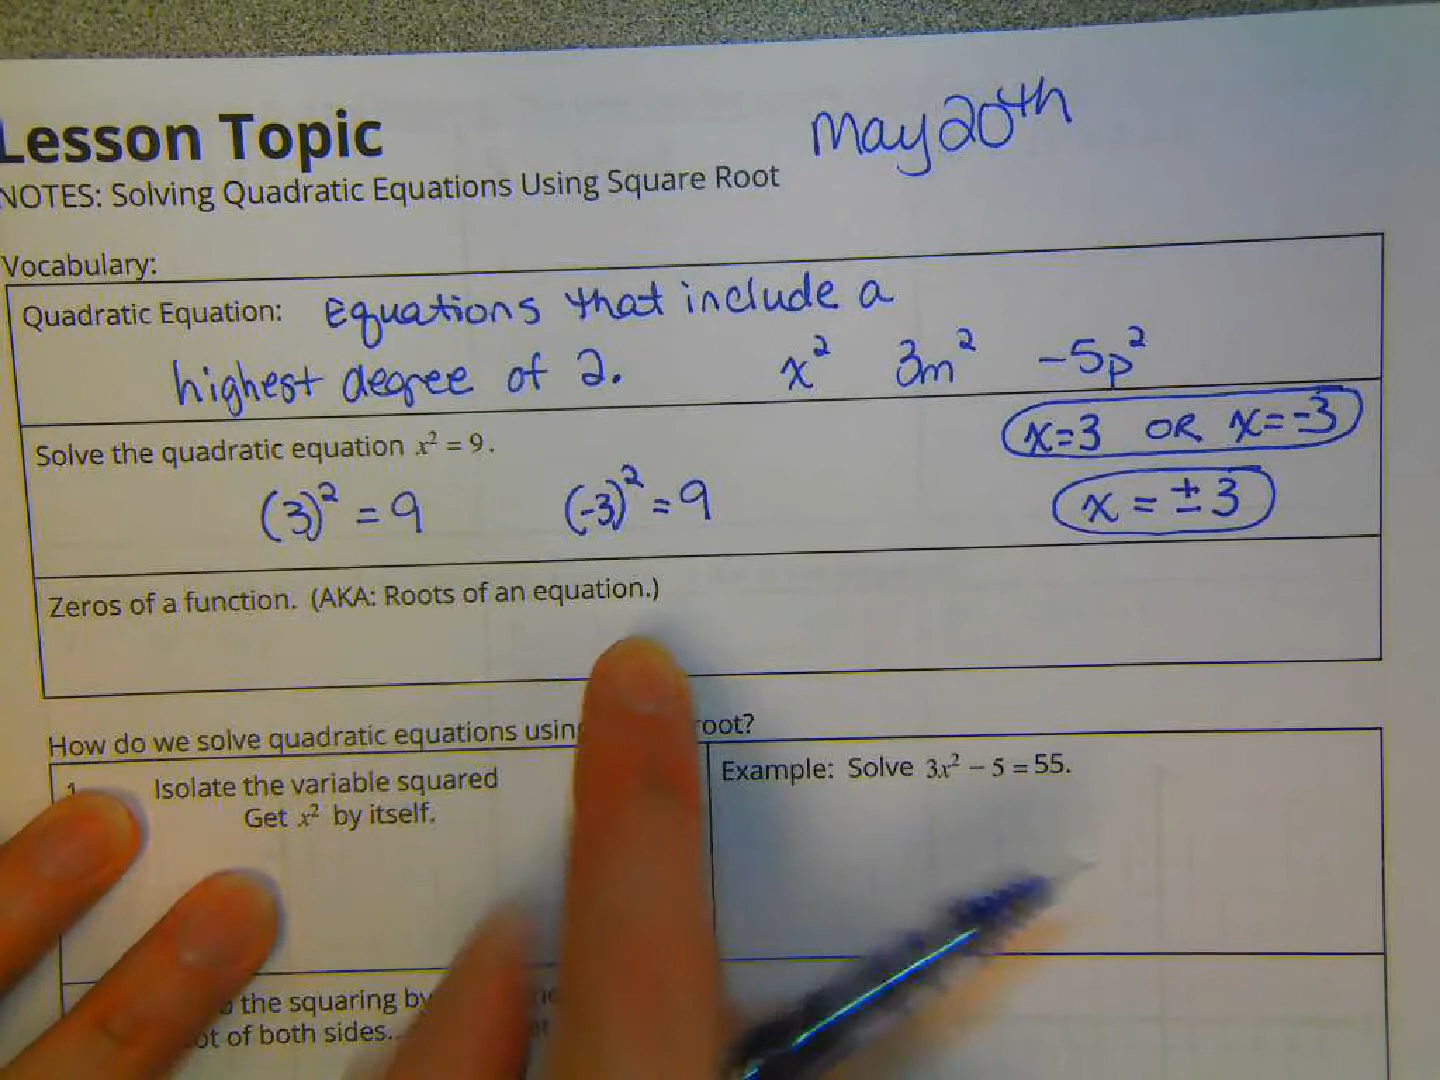 Lesson Topic
May 20th
NOTES: Solving Quadratic Equations Using Square Root
Vocabulary:
Quadratic Equation: Equations that include a
highest degree of 2. x² 3m² -5p²
Solve the quadratic equation x² = 9.
x=3 OR x=-3
(3)² = 9 (-3)² = 9 x = ±3
Zeros of a function. (AKA: Roots of an equation.)
How do we solve quadratic equations using root?
1. Isolate the variable squared
Get x² by itself.
Example: Solve 3x² – 5 = 55.
the squaring by
of both sides.